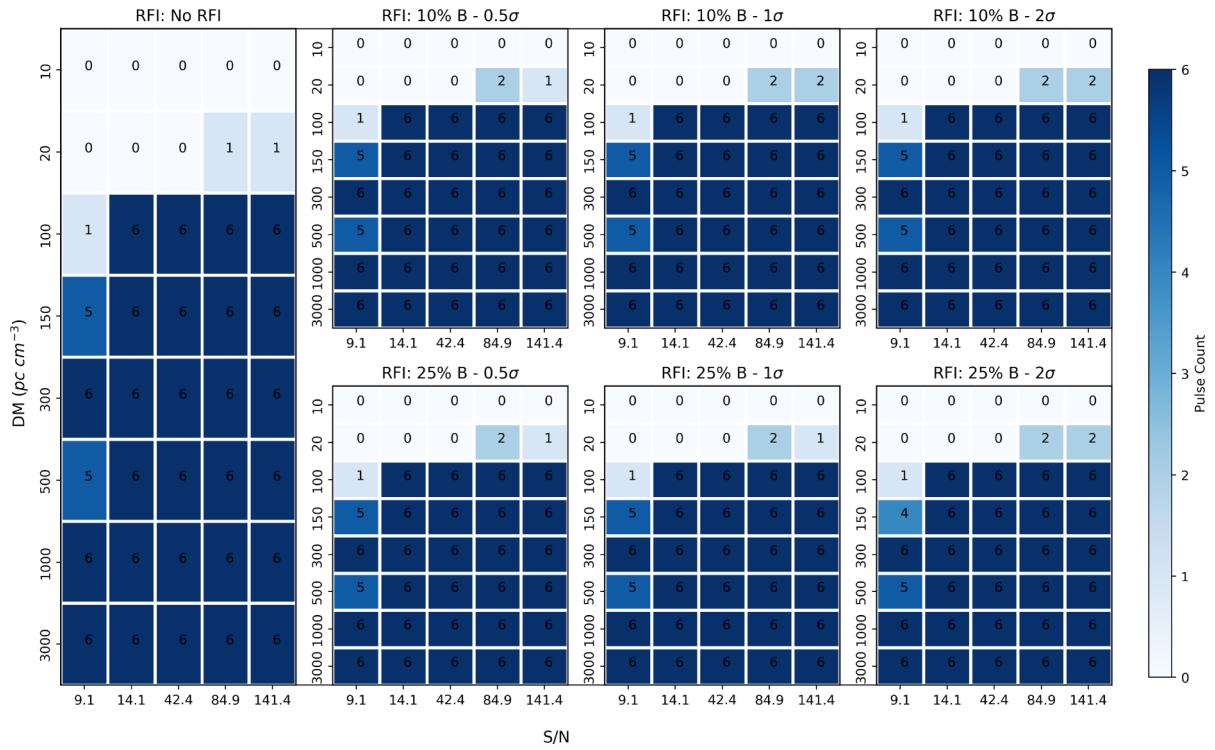 RFI: No RFI
10 0 0 0 0 0
20 0 0 0 1 1
100 1 6 6 6 6
150 5 6 6 6 6
300 6 6 6 6 6
500 5 6 6 6 6
1000 6 6 6 6 6
3000 6 6 6 6 6
9.1 14.1 42.4 84.9 141.4
DM (pc cm⁻³)
RFI: 10% B - 0.5σ
10 0 0 0 0 0
20 0 0 0 2 1
100 1 6 6 6 6
150 5 6 6 6 6
300 6 6 6 6 6
500 5 6 6 6 6
1000 6 6 6 6 6
3000 6 6 6 6 6
9.1 14.1 42.4 84.9 141.4
RFI: 10% B - 1σ
10 0 0 0 0 0
20 0 0 0 2 2
100 1 6 6 6 6
150 5 6 6 6 6
300 6 6 6 6 6
500 5 6 6 6 6
1000 6 6 6 6 6
3000 6 6 6 6 6
9.1 14.1 42.4 84.9 141.4
RFI: 10% B - 2σ
10 0 0 0 0 0
20 0 0 0 2 2
100 1 6 6 6 6
150 5 6 6 6 6
300 6 6 6 6 6
500 5 6 6 6 6
1000 6 6 6 6 6
3000 6 6 6 6 6
9.1 14.1 42.4 84.9 141.4
RFI: 25% B - 0.5σ
10 0 0 0 0 0
20 0 0 0 2 1
100 1 6 6 6 6
150 5 6 6 6 6
300 6 6 6 6 6
500 5 6 6 6 6
1000 6 6 6 6 6
3000 6 6 6 6 6
9.1 14.1 42.4 84.9 141.4
RFI: 25% B - 1σ
10 0 0 0 0 0
20 0 0 0 2 1
100 1 6 6 6 6
150 5 6 6 6 6
300 6 6 6 6 6
500 5 6 6 6 6
1000 6 6 6 6 6
3000 6 6 6 6 6
9.1 14.1 42.4 84.9 141.4
RFI: 25% B - 2σ
10 0 0 0 0 0
20 0 0 0 2 2
100 1 6 6 6 6
150 4 6 6 6 6
300 6 6 6 6 6
500 5 6 6 6 6
1000 6 6 6 6 6
3000 6 6 6 6 6
9.1 14.1 42.4 84.9 141.4
S/N
6
5
4
3
2
1
0
Pulse Count